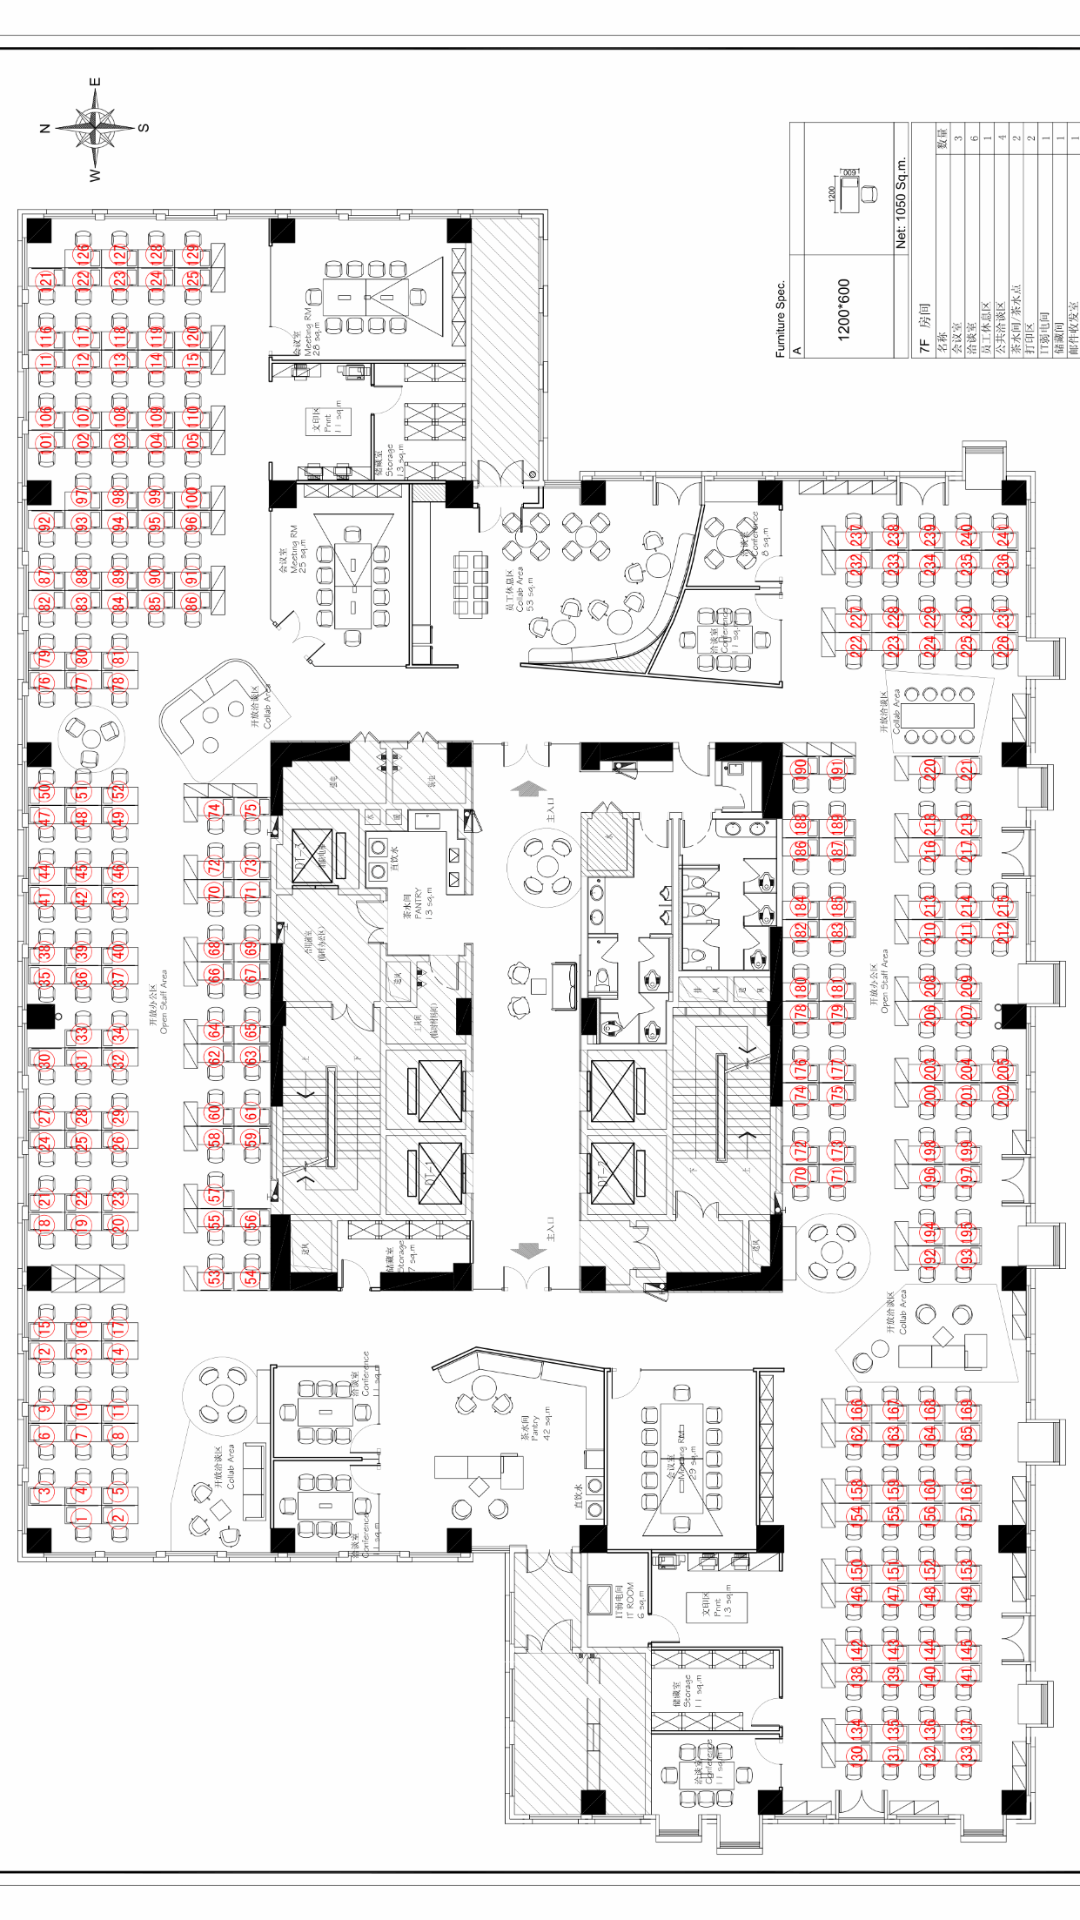 E
N
S
W
Furniture Spec.
A
1200
600
1200*600
Net: 1050 Sq.m.
7F 房间
名称 数量
会议室 3
洽谈室 6
员工休息区 1
公共洽谈区 4
茶水间/茶水点 2
打印区 2
IT弱电间 1
储藏间 1
邮件收发室 1
126 127 128 129
121 122 123 124 125
116 117 118 119 120
111 112 113 114 115
106 107 108 109 110
101 102 103 104 105
97 98 99 100
92 93 94 95 96
87 88 89 90 91
82 83 84 85 86
79 80 81
76 77 78
50 51 52
47 48 49
44 45 46
41 42 43
38 39 40
35 36 37
33 34
30 31 32
27 28 29
24 25 26
21 22 23
18 19 20
15 16 17
12 13 14
9 10 11
6 7 8
3 4 5
1 2
74 75
72 73
70 71
68 69
66 67
64 65
62 63
60 61
58 59
57
55 56
53 54
会议室
Meeting RM
28 sq.m
文印区
Print
11 sq.m
储藏室
Storage
13 sq.m
会议室
Meeting RM
25 sq.m
员工休息区
Collab Area
53 sq.m
洽谈室
Conference
8 sq.m
洽谈室
Conference
11 sq.m
开放洽谈区
Collab Area
开放洽谈区
Collab Area
主入口
DT-3
直饮水
茶水间
PANTRY
13 sq.m
开放办公区
Open Staff Area
开放办公区
Open Staff Area
上
下
DT-1
DT-2
下
上
主入口
储藏室
Storage
7 sq.m
开放洽谈区
Collab Area
开放洽谈区
Collab Area
洽谈室
Conference
11 sq.m
洽谈室
Conference
11 sq.m
茶水间
Pantry
42 sq.m
直饮水
会议室
Meeting RM
29 sq.m
IT弱电间
IT ROOM
6 sq.m
文印区
Print
13 sq.m
储藏室
Storage
11 sq.m
洽谈室
Conference
11 sq.m
237 238 239 240 241
232 233 234 235 236
227 228 229 230 231
222 223 224 225 226
190 191
188 189
186 187
184 185
182 183
180 181
178 179
176 177
174 175
172 173
170 171
220 221
218 219
216 217
213 214 215
210 211 212
208 209
206 207
203 204 205
200 201 202
198 199
196 197
194 195
192 193
166 167 168 169
162 163 164 165
158 159 160 161
154 155 156 157
150 151 152 153
146 147 148 149
142 143 144 145
138 139 140 141
134 135 136 137
130 131 132 133